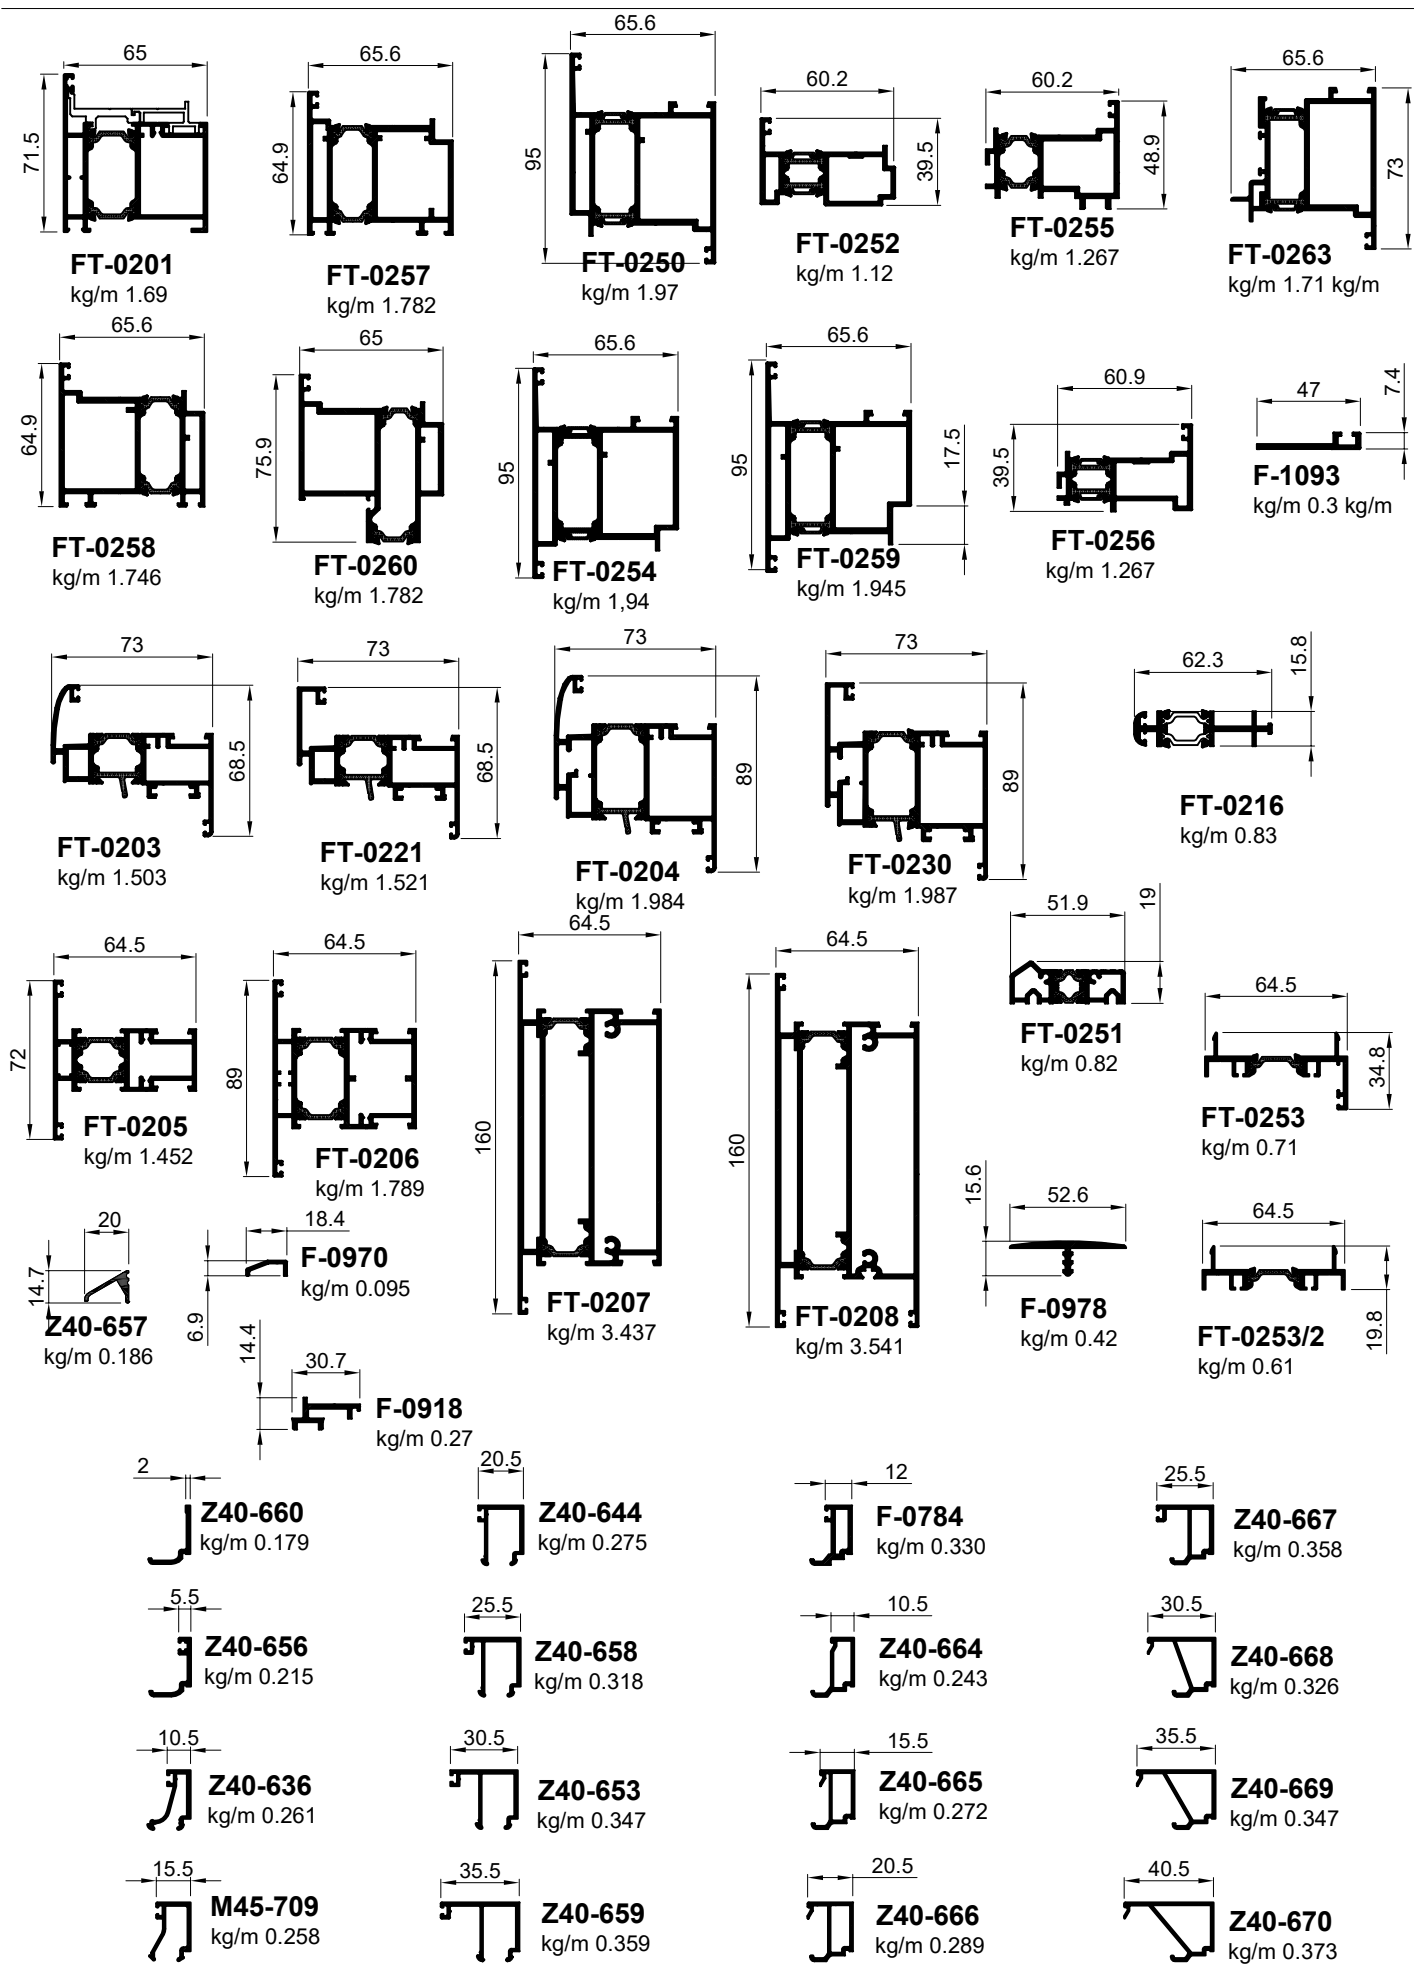 65
71.5
FT-0201
kg/m 1.69
65.6
64.9
FT-0257
kg/m 1.782
65.6
95
FT-0250
kg/m 1.97
60.2
39.5
FT-0252
kg/m 1.12
60.2
48.9
FT-0255
kg/m 1.267
65.6
73
FT-0263
kg/m 1.71 kg/m
65.6
64.9
FT-0258
kg/m 1.746
65
75.9
FT-0260
kg/m 1.782
65.6
95
FT-0254
kg/m 1,94
65.6
95
17.5
FT-0259
kg/m 1.945
60.9
39.5
FT-0256
kg/m 1.267
47
7.4
F-1093
kg/m 0.3 kg/m
73
68.5
FT-0203
kg/m 1.503
73
68.5
FT-0221
kg/m 1.521
73
89
FT-0204
kg/m 1.984
73
89
FT-0230
kg/m 1.987
62.3
15.8
FT-0216
kg/m 0.83
64.5
72
FT-0205
kg/m 1.452
64.5
89
FT-0206
kg/m 1.789
64.5
160
FT-0207
kg/m 3.437
64.5
160
FT-0208
kg/m 3.541
51.9
19
FT-0251
kg/m 0.82
64.5
34.8
FT-0253
kg/m 0.71
20
14.7
Z40-657
kg/m 0.186
18.4
6.9
F-0970
kg/m 0.095
15.6
52.6
F-0978
kg/m 0.42
64.5
19.8
FT-0253/2
kg/m 0.61
14.4
30.7
F-0918
kg/m 0.27
2
Z40-660
kg/m 0.179
20.5
Z40-644
kg/m 0.275
12
F-0784
kg/m 0.330
25.5
Z40-667
kg/m 0.358
5.5
Z40-656
kg/m 0.215
25.5
Z40-658
kg/m 0.318
10.5
Z40-664
kg/m 0.243
30.5
Z40-668
kg/m 0.326
10.5
Z40-636
kg/m 0.261
30.5
Z40-653
kg/m 0.347
15.5
Z40-665
kg/m 0.272
35.5
Z40-669
kg/m 0.347
15.5
M45-709
kg/m 0.258
35.5
Z40-659
kg/m 0.359
20.5
Z40-666
kg/m 0.289
40.5
Z40-670
kg/m 0.373